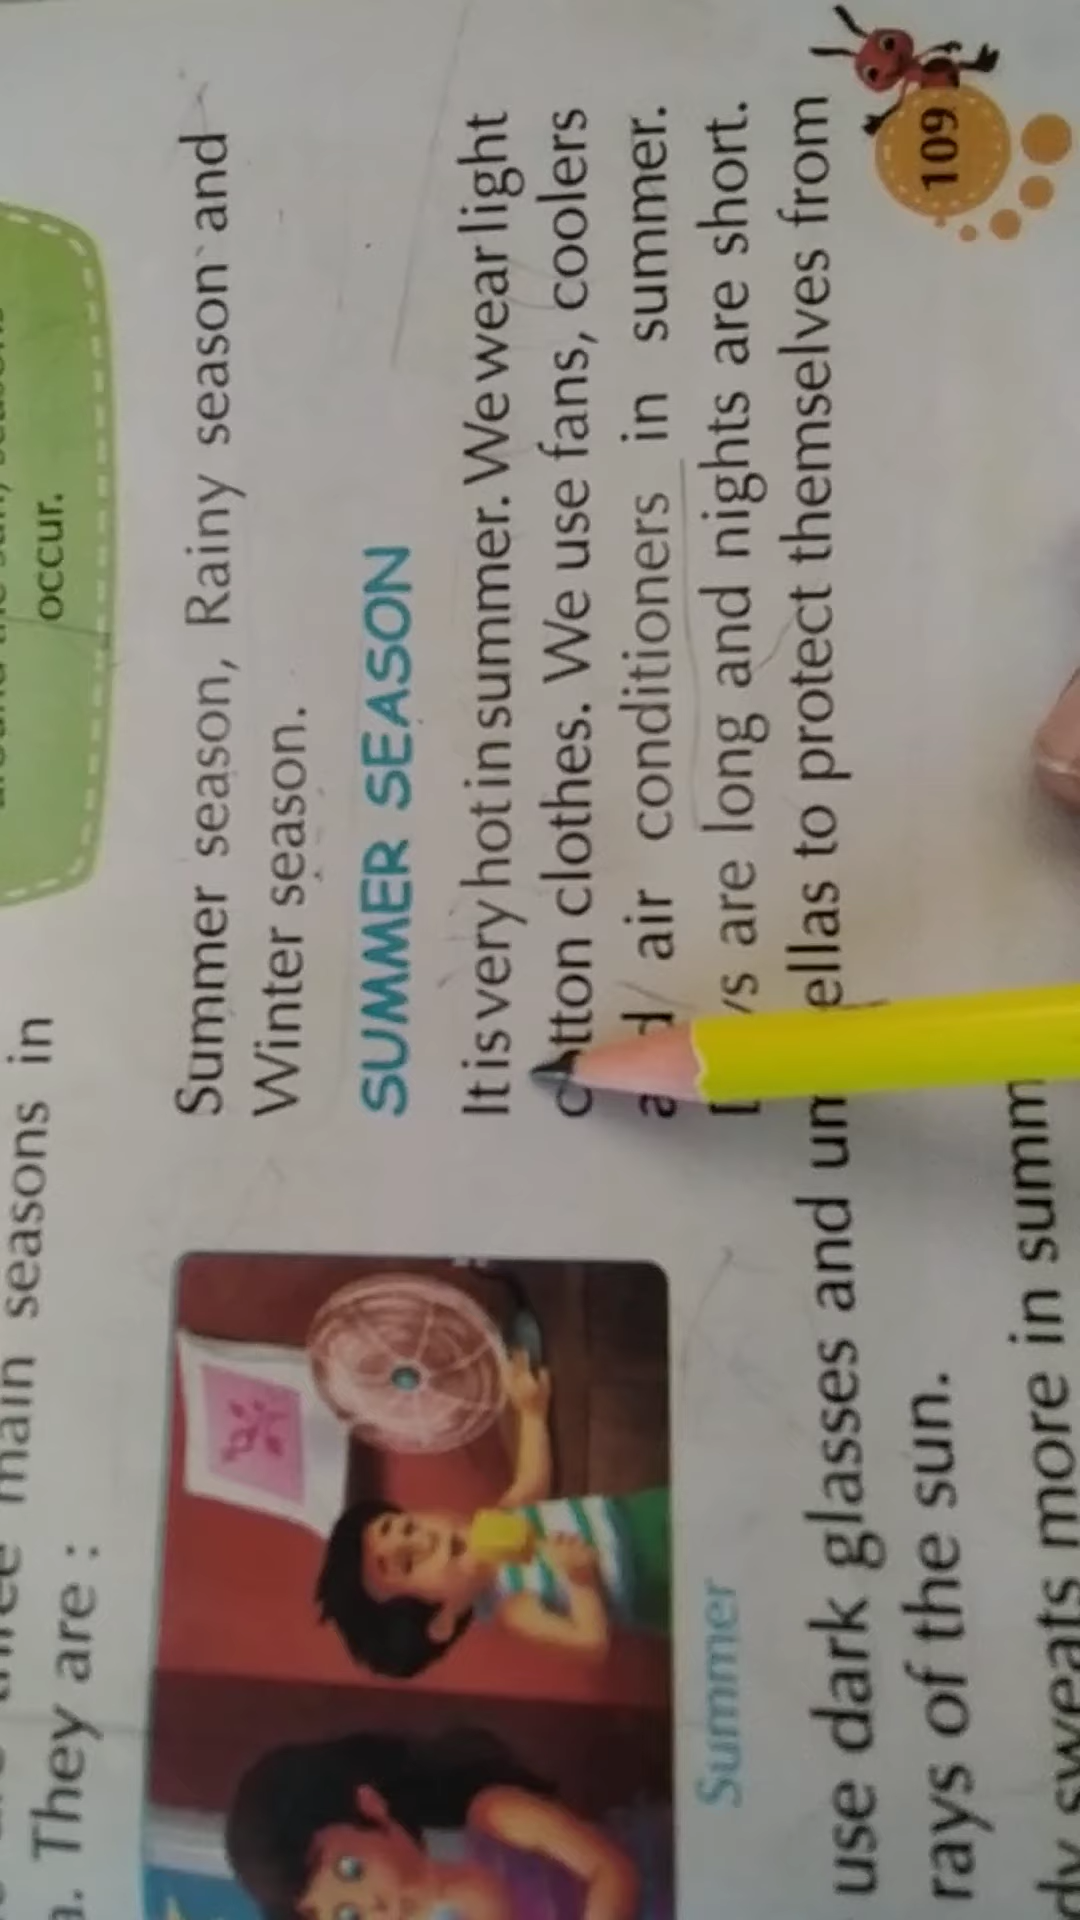 occur.
main seasons in
They are :
Summer season, Rainy season and
Winter season.
SUMMER SEASON
It is very hot in summer. We wear light
cotton clothes. We use fans, coolers
and air conditioners in summer.
are long and nights are short.
Summer
use dark glasses and to protect themselves from
rays of the sun.
sweats more in
109